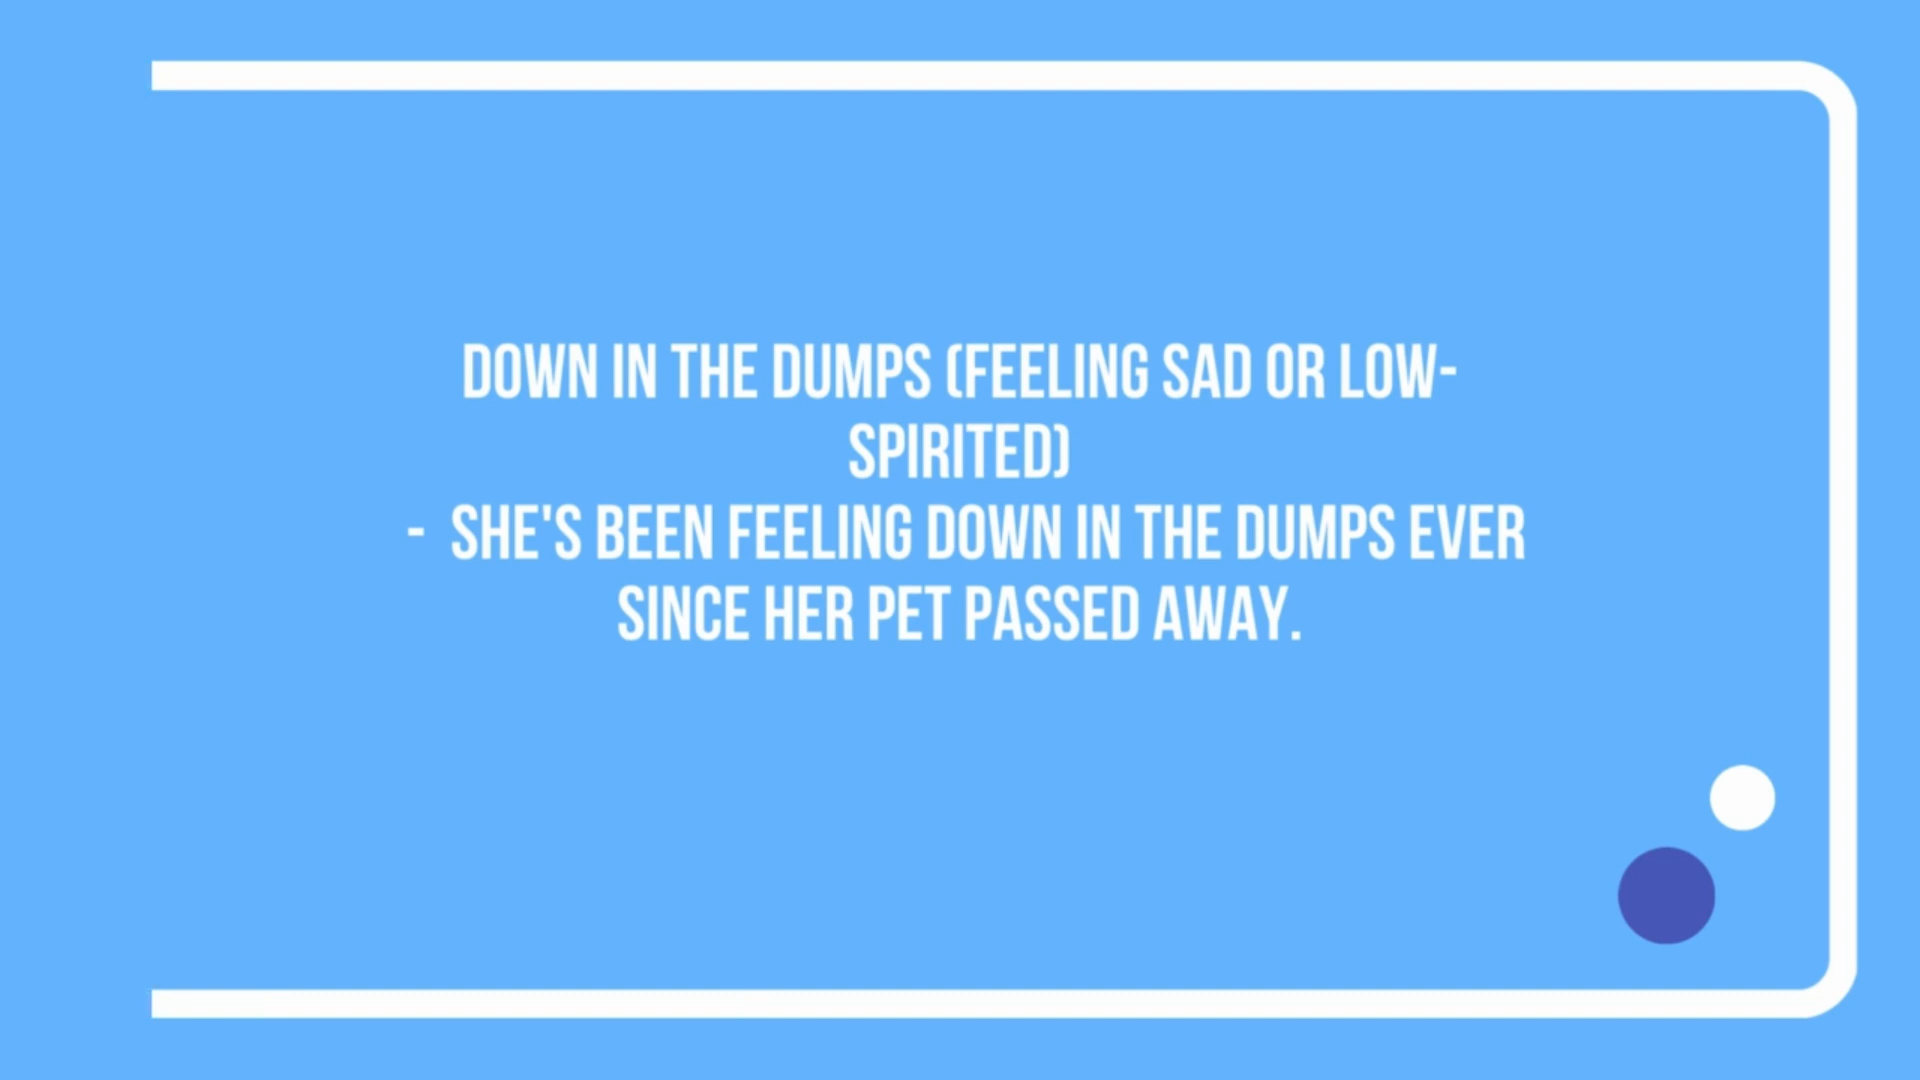 DOWN IN THE DUMPS (FEELING SAD OR LOW-
SPIRITED)
- SHE'S BEEN FEELING DOWN IN THE DUMPS EVER
SINCE HER PET PASSED AWAY.